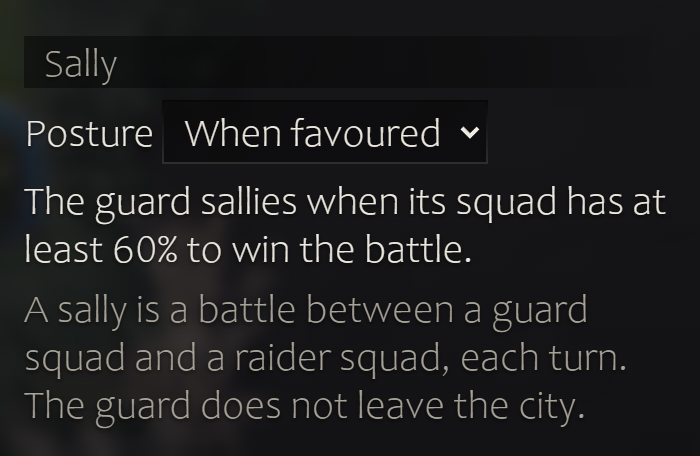 Sally
Posture When favoured
The guard sallies when its squad has at
least 60% to win the battle.
A sally is a battle between a guard
squad and a raider squad, each turn.
The guard does not leave the city.